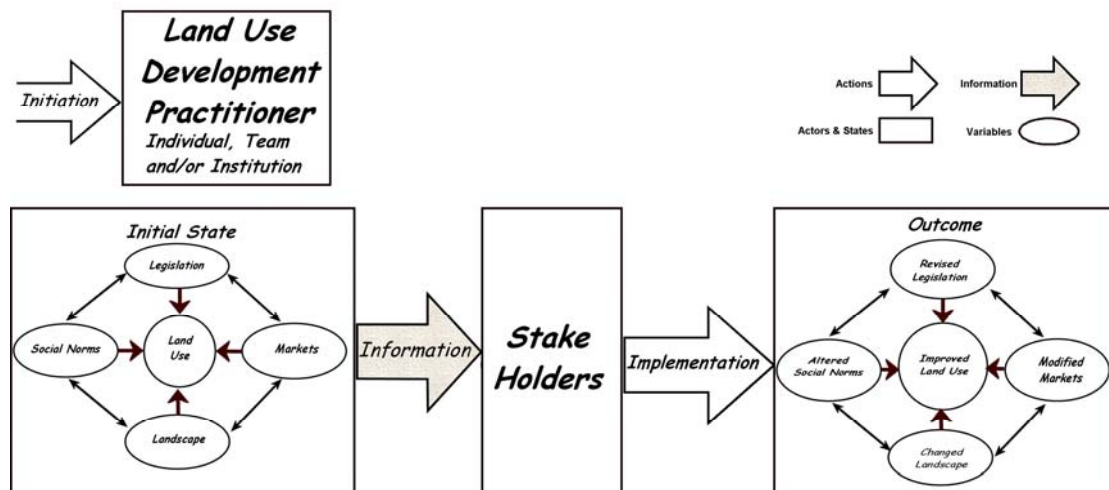 Initiation
Land Use
Development
Practitioner
Individual, Team
and/or Institution
Actions
Information
Actors & States
Variables
Initial State
Legislation
Social Norms
Land
Use
Markets
Landscape
Information
Stake
Holders
Implementation
Outcome
Revised
Legislation
Altered
Social Norms
Improved
Land Use
Modified
Markets
Changed
Landscape